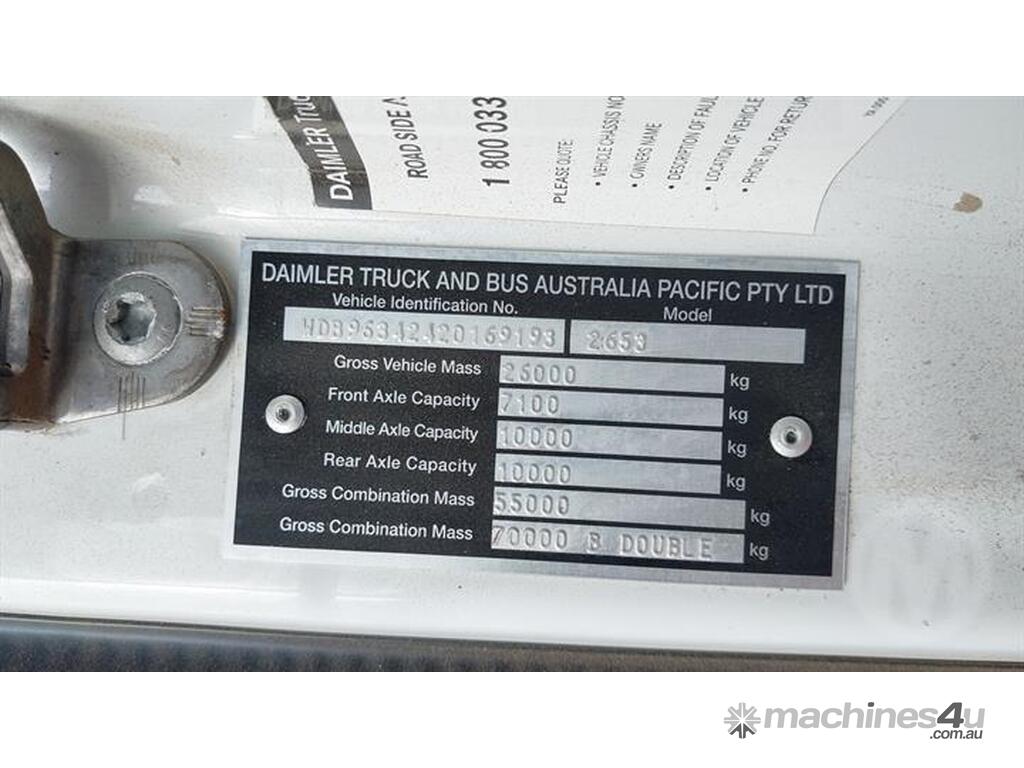 DAIMLER Truc
ROAD SIDE A
1 800 033
PLEASE QUOTE:
• VEHICLE CHASSIS NO
• OWNERS NAME
• DESCRIPTION OF FAUL
• LOCATION OF VEHICLE
• PHONE NO. FOR RETUR
DAIMLER TRUCK AND BUS AUSTRALIA PACIFIC PTY LTD
Vehicle Identification No. Model
WDB96342420169193 2653
Gross Vehicle Mass 26000 kg
Front Axle Capacity 7100 kg
Middle Axle Capacity 10000 kg
Rear Axle Capacity 10000 kg
Gross Combination Mass 55000 kg
Gross Combination Mass 70000 B DOUBLE kg
machines4u
.com.au